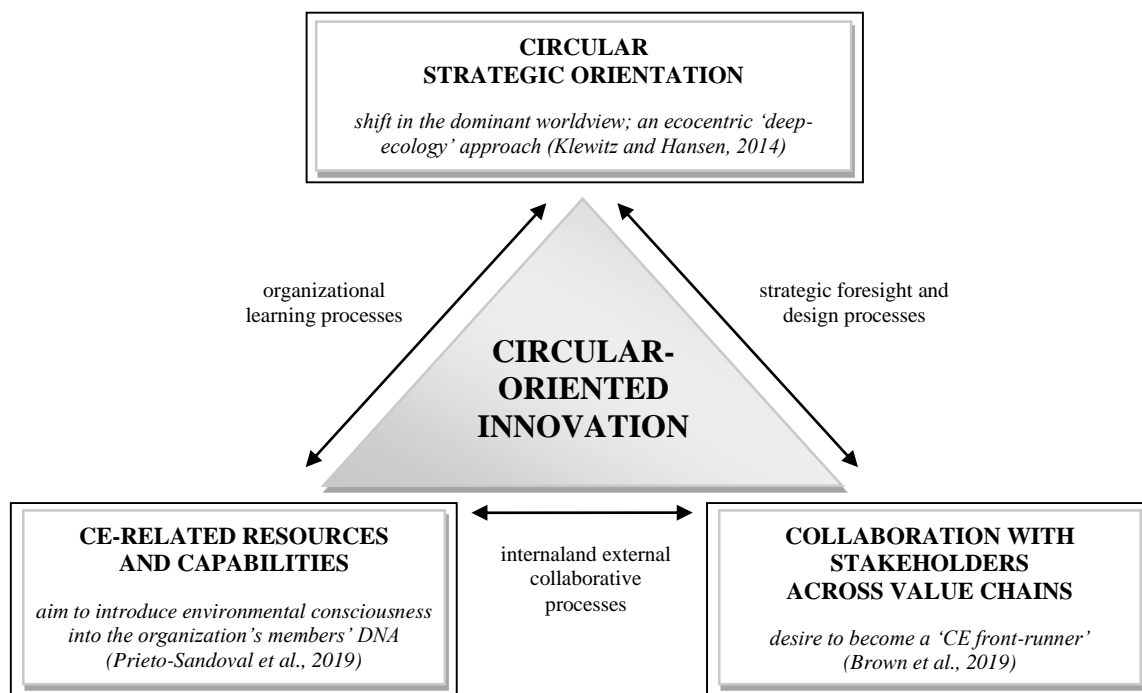 CIRCULAR
STRATEGIC ORIENTATION
shift in the dominant worldview; an ecocentric ‘deep-
ecology’ approach (Klewitz and Hansen, 2014)
organizational
learning processes
strategic foresight and
design processes
CIRCULAR-
ORIENTED
INNOVATION
CE-RELATED RESOURCES
AND CAPABILITIES
aim to introduce environmental consciousness
into the organization’s members’ DNA
(Prieto-Sandoval et al., 2019)
internaland external
collaborative
processes
COLLABORATION WITH
STAKEHOLDERS
ACROSS VALUE CHAINS
desire to become a ‘CE front-runner’
(Brown et al., 2019)